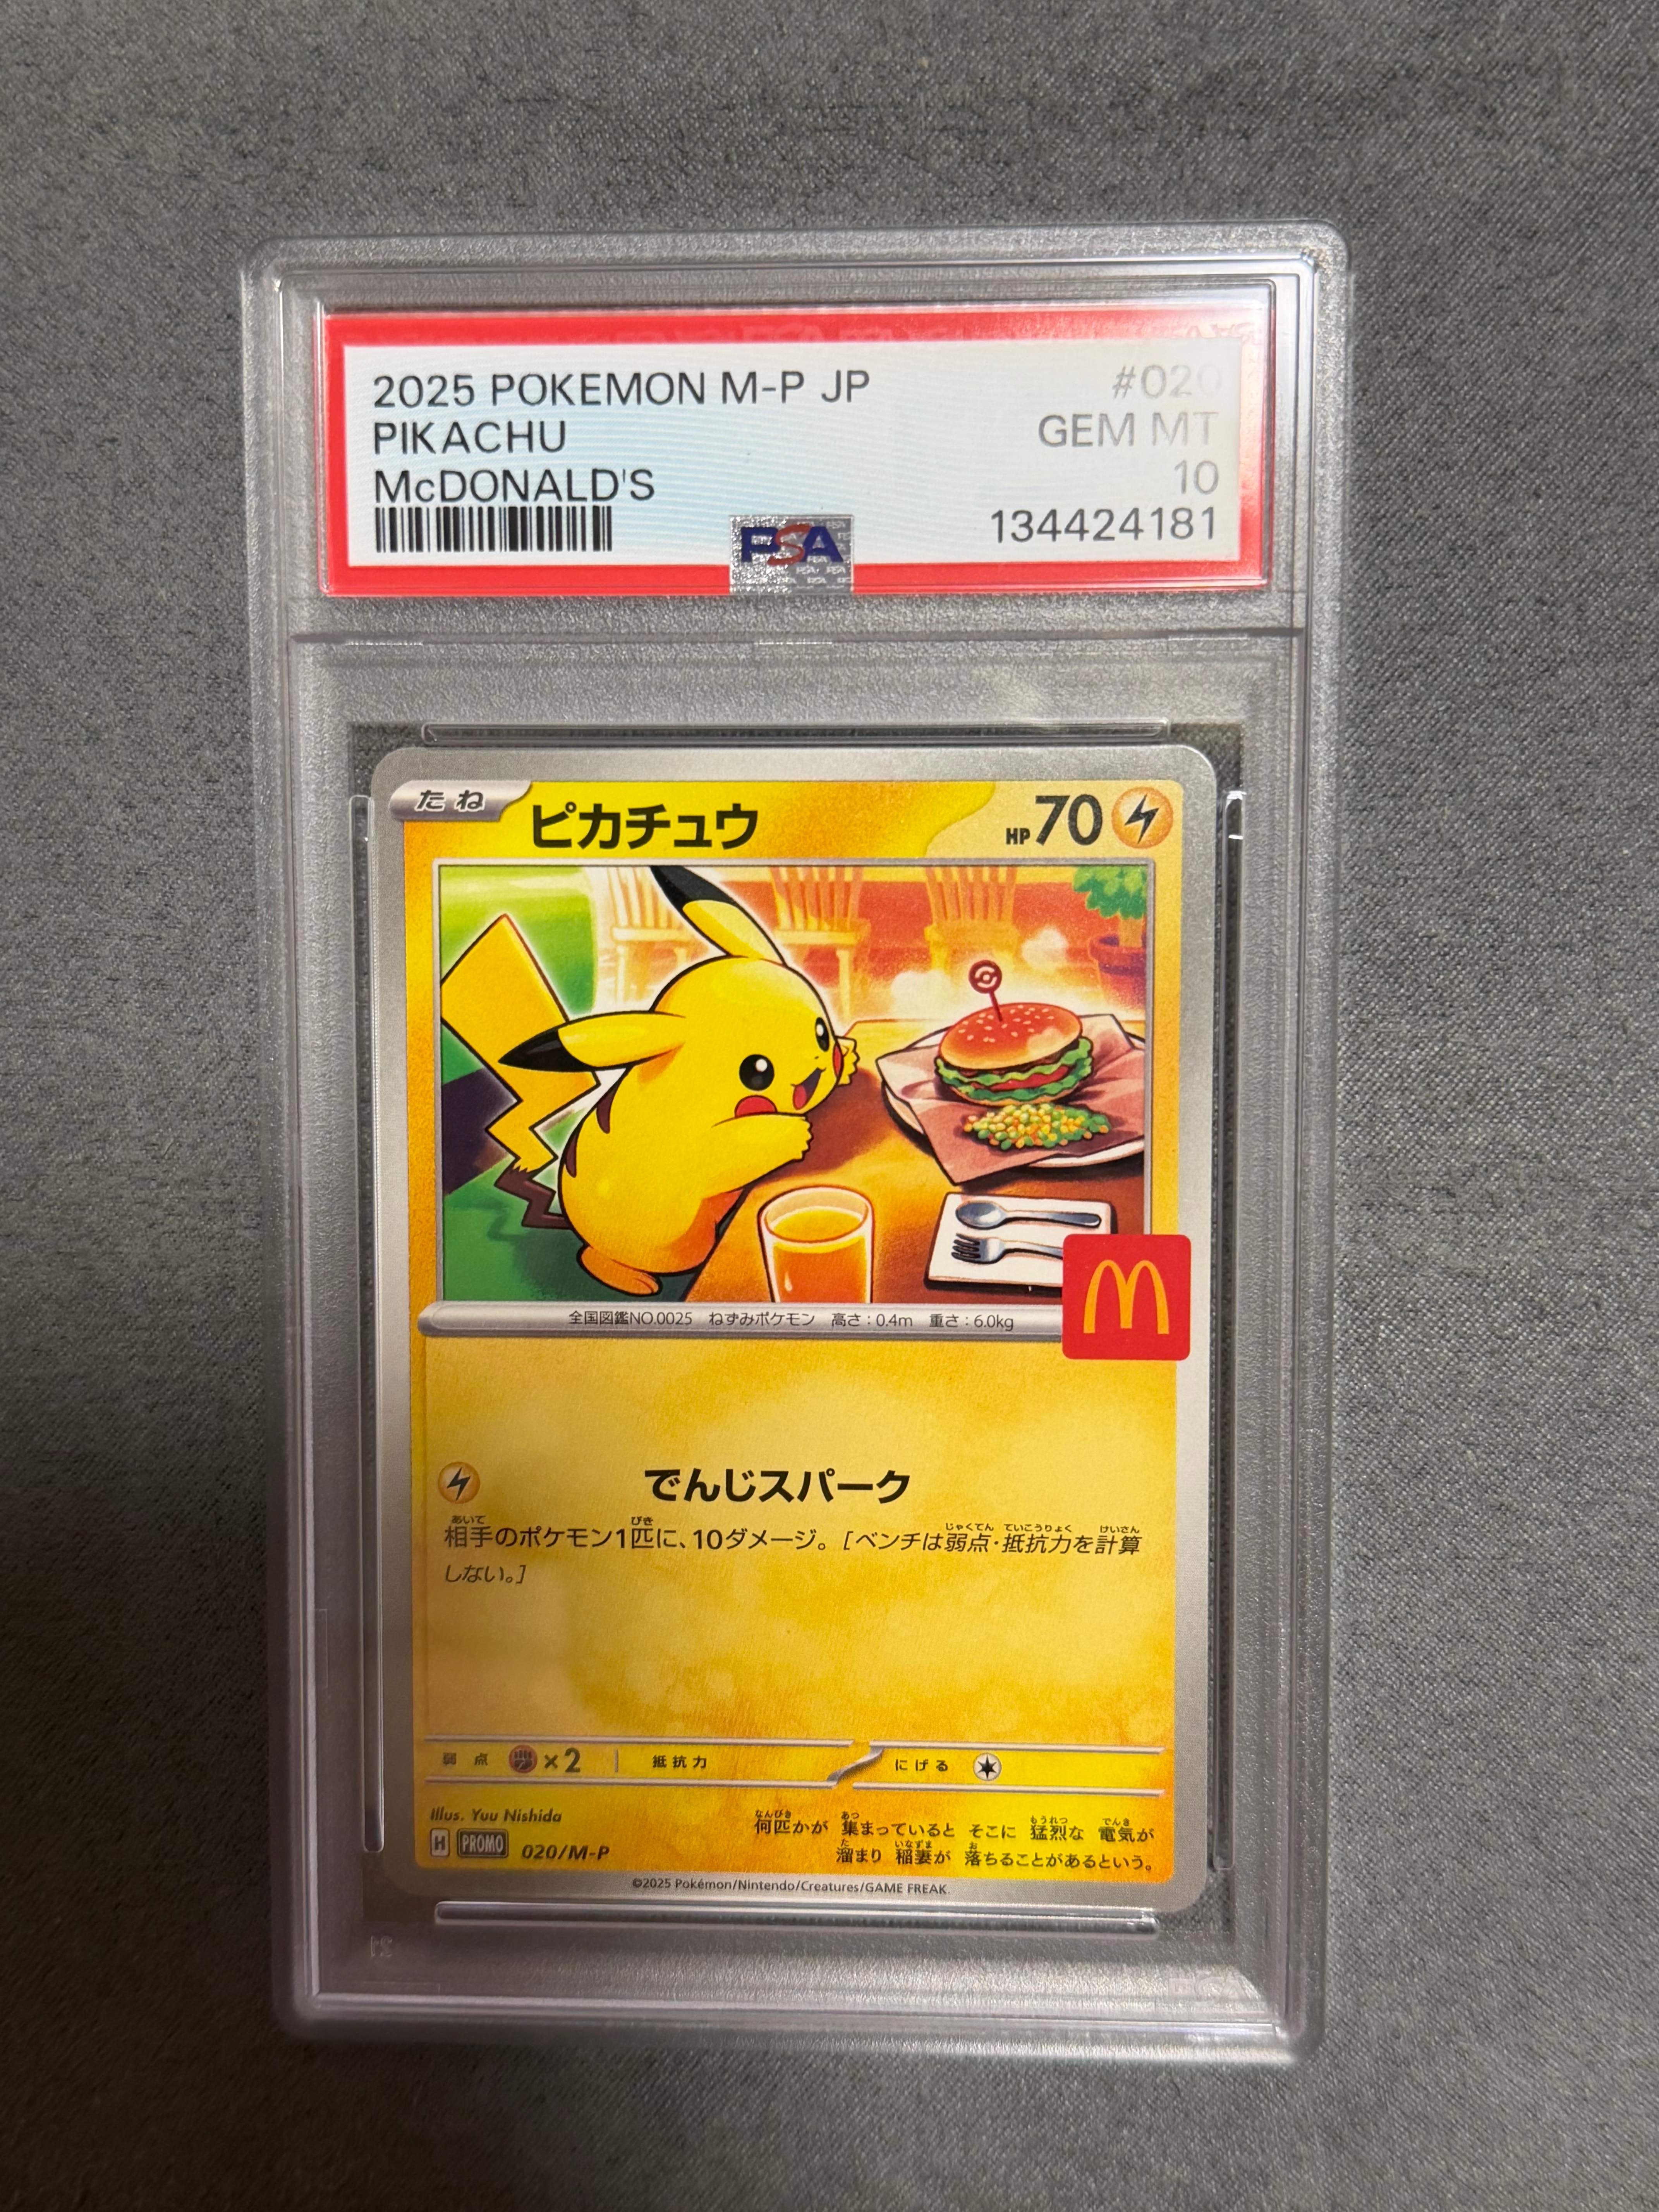 2025 POKEMON M-P JP #020
PIKACHU GEM MT
McDONALD'S 10
134424181
PSA
たね ピカチュウ HP70
全国図鑑NO.0025 ねずみポケモン 高さ:0.4m 重さ:6.0kg
でんじスパーク
相手のポケモン1匹に、10ダメージ。[ベンチは弱点・抵抗力を計算
しない。]
弱点 ×2 抵抗力 にげる
Illus. Yuu Nishida
H PROMO 020/M-P
何匹かが 集まっていると そこに 猛烈な 電気が
溜まり 稲妻が 落ちることがあるという。
©2025 Pokémon/Nintendo/Creatures/GAME FREAK.